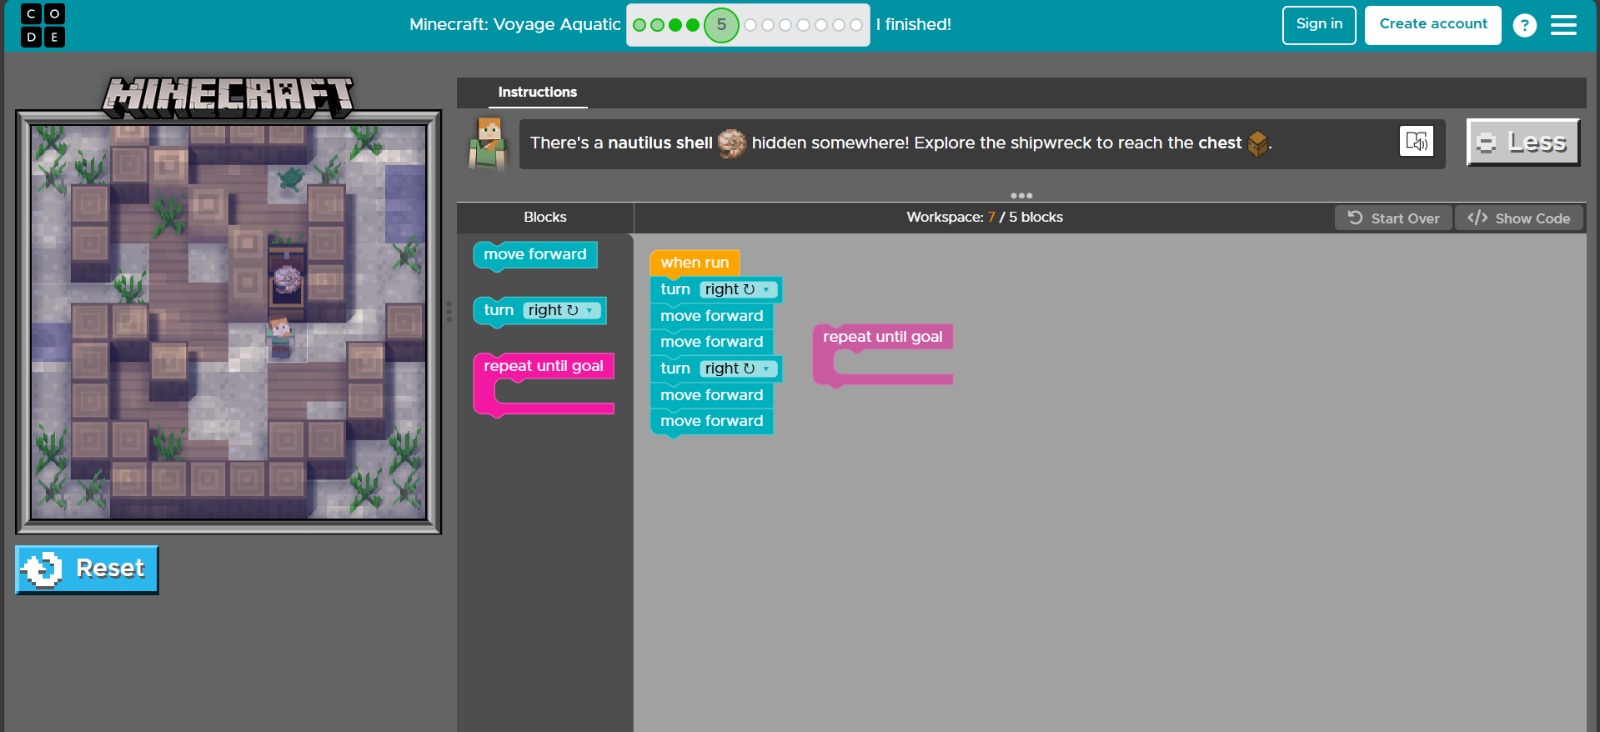 CO
DE
Minecraft: Voyage Aquatic
5
I finished!
Sign in
Create account
?
MINECRAFT
Instructions
There's a nautilus shell hidden somewhere! Explore the shipwreck to reach the chest .
Less
Blocks
Workspace: 7 / 5 blocks
Start Over
</> Show Code
move forward
turn right ↻
repeat until goal
when run
turn right ↻
move forward
move forward
turn right ↻
move forward
move forward
repeat until goal
Reset